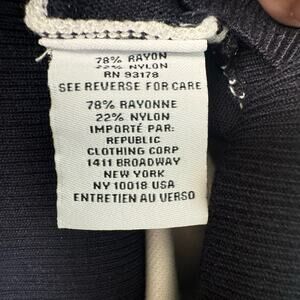 78% RAYON
22% NYLON
RN 93178
SEE REVERSE FOR CARE
78% RAYONNE
22% NYLON
IMPORTÉ PAR:
REPUBLIC
CLOTHING CORP
1411 BROADWAY
NEW YORK
NY 10018 USA
ENTRETIEN AU VERSO